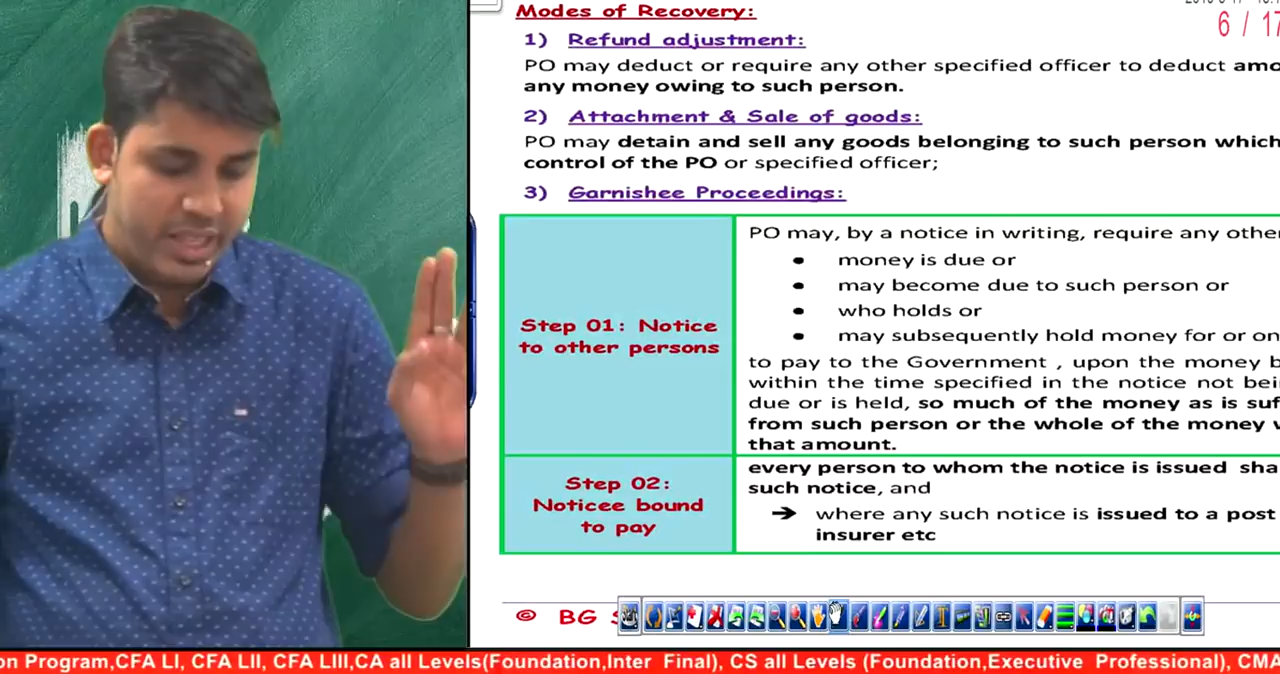 Modes of Recovery:
6 / 17
1) Refund adjustment:
PO may deduct or require any other specified officer to deduct
any money owing to such person.
2) Attachment & Sale of goods:
PO may detain and sell any goods belonging to such person which
control of the PO or specified officer;
3) Garnishee Proceedings:
Step 01: Notice
to other persons
PO may, by a notice in writing, require any other
• money is due or
• may become due to such person or
• who holds or
• may subsequently hold money for or on
to pay to the Government , upon the money
within the time specified in the notice not
due or is held, so much of the money as is
from such person or the whole of the money
that amount.
Step 02:
Noticee bound
to pay
every person to whom the notice is issued
such notice, and
➔ where any such notice is issued to a post
insurer etc
© BG
Program,CFA LI, CFA LII, CFA LIII,CA all Levels(Foundation,Inter Final), CS all Levels (Foundation,Executive Professional),